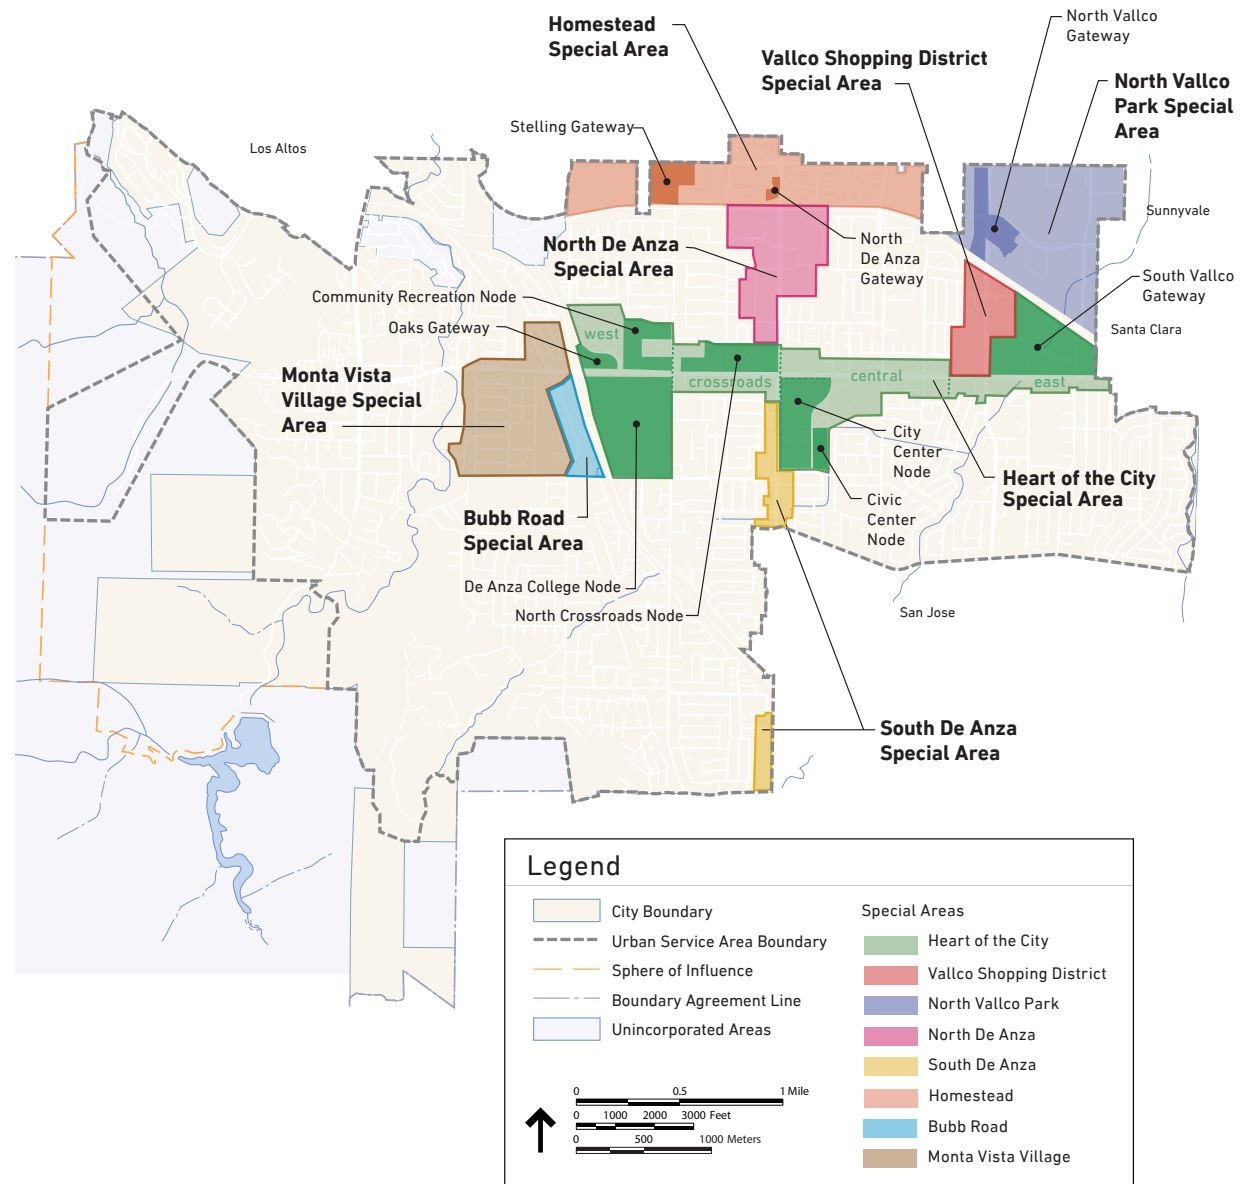 Homestead
Special Area
North Vallco
Gateway
Vallco Shopping District
Special Area
North Vallco
Park Special
Area
Stelling Gateway
Los Altos
Sunnyvale
North De Anza
Special Area
North
De Anza
Gateway
South Vallco
Gateway
Community Recreation Node
Oaks Gateway
Santa Clara
west
crossroads
central
east
Monta Vista
Village Special
Area
City
Center
Node
Heart of the City
Special Area
Civic
Center
Node
Bubb Road
Special Area
De Anza College Node
North Crossroads Node
San Jose
South De Anza
Special Area
Legend
City Boundary
Urban Service Area Boundary
Sphere of Influence
Boundary Agreement Line
Unincorporated Areas
Special Areas
Heart of the City
Vallco Shopping District
North Vallco Park
North De Anza
South De Anza
Homestead
Bubb Road
Monta Vista Village
0 0.5 1 Mile
0 1000 2000 3000 Feet
0 500 1000 Meters